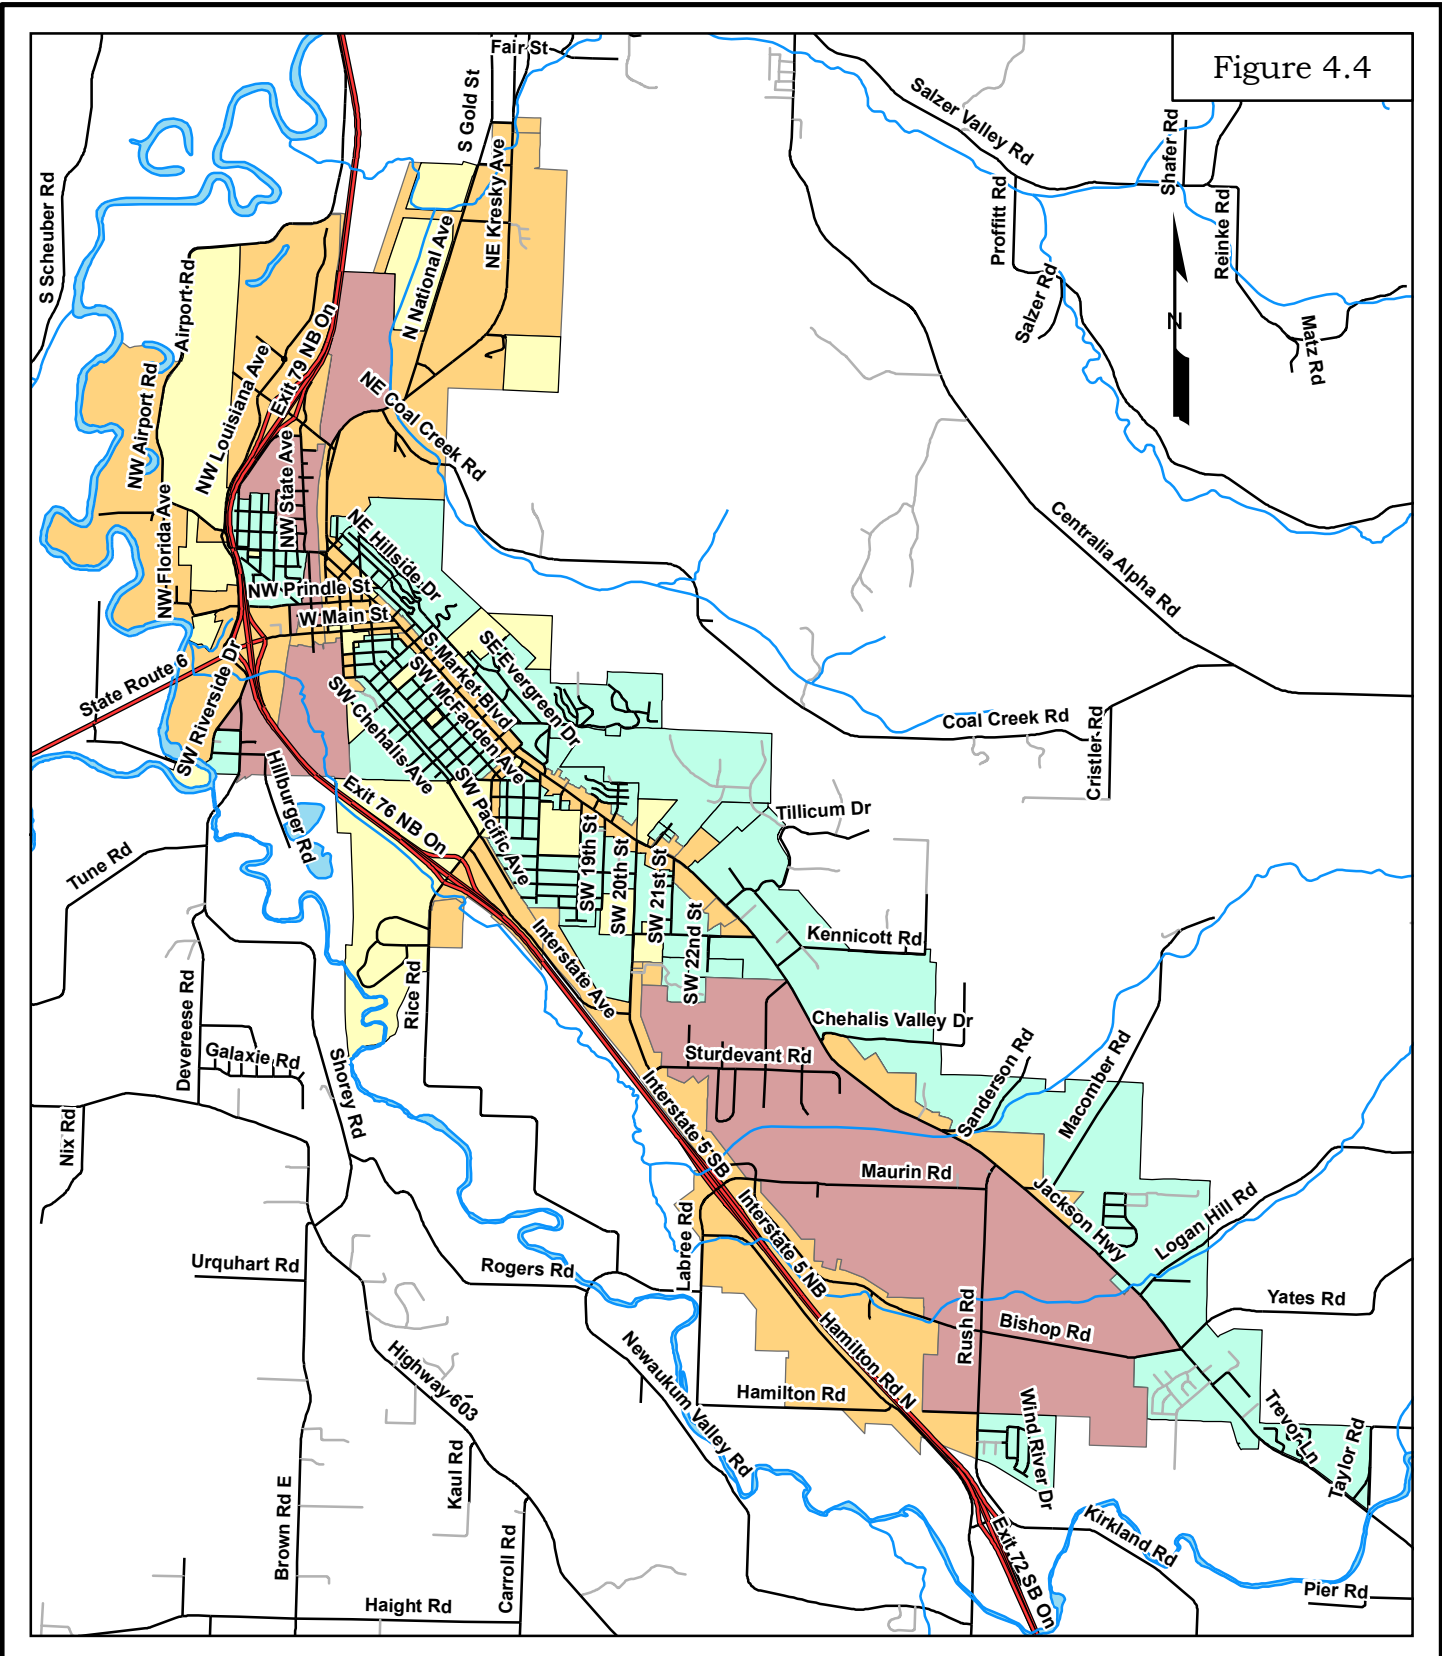 Figure 4.4
Fair St
S Gold St
Salzer Valley Rd
Shafer Rd
S Scheuber Rd
NE Kresky Ave
Proffitt Rd
Reinke Rd
N National Ave
Airport Rd
Salzer Rd
N
Matz Rd
Exit 79 NB On
NW Louisiana Ave
NW Airport Rd
NE Coal Creek Rd
NW State Ave
NW Florida Ave
NE Hillside Dr
Centralia Alpha Rd
NW Prindle St
W Main St
State Route 6
SW Riverside Dr
S Market Blvd
SE Evergreen Dr
SW McFadden Ave
SW Chehalis Ave
Coal Creek Rd
Cristler Rd
Hillburger Rd
Exit 76 NB On
SW Pacific Ave
Tillicum Dr
Tune Rd
SW 19th St
SW 20th St
SW 21st St
SW 22nd St
Kennicott Rd
Interstate Ave
Rice Rd
Devereese Rd
Chehalis Valley Dr
Galaxie Rd
Shorey Rd
Sturdevant Rd
Sanderson Rd
Macomber Rd
Nix Rd
Interstate 5 SB
Maurin Rd
Jackson Hwy
Logan Hill Rd
Labree Rd
Interstate 5 NB
Urquhart Rd
Rogers Rd
Yates Rd
Rush Rd
Bishop Rd
Hamilton Rd N
Highway 603
Newaukum Valley Rd
Hamilton Rd
Wind River Dr
Trevor Ln
Taylor Rd
Kaul Rd
Brown Rd E
Carroll Rd
Exit 72 SB On
Kirkland Rd
Pier Rd
Haight Rd